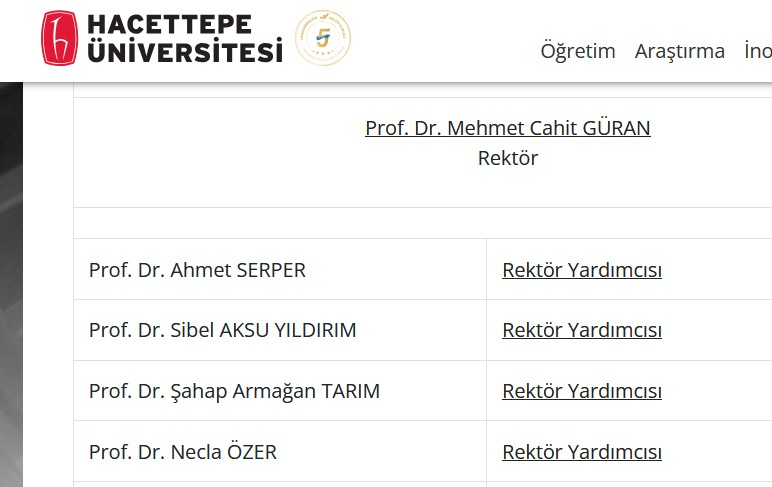 HACETTEPE
ÜNİVERSİTESİ
Öğretim Araştırma İno
Prof. Dr. Mehmet Cahit GÜRAN
Rektör
Prof. Dr. Ahmet SERPER Rektör Yardımcısı
Prof. Dr. Sibel AKSU YILDIRIM Rektör Yardımcısı
Prof. Dr. Şahap Armağan TARIM Rektör Yardımcısı
Prof. Dr. Necla ÖZER Rektör Yardımcısı